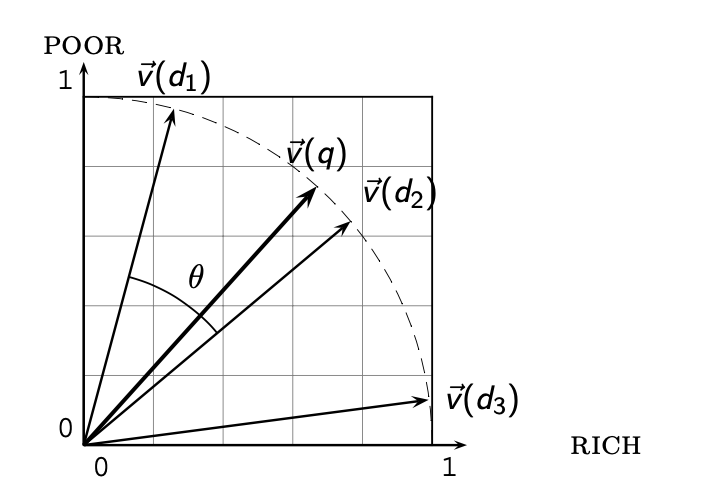 POOR
1
v⃗(d₁)
v⃗(q)
v⃗(d₂)
θ
v⃗(d₃)
0
0
1
RICH